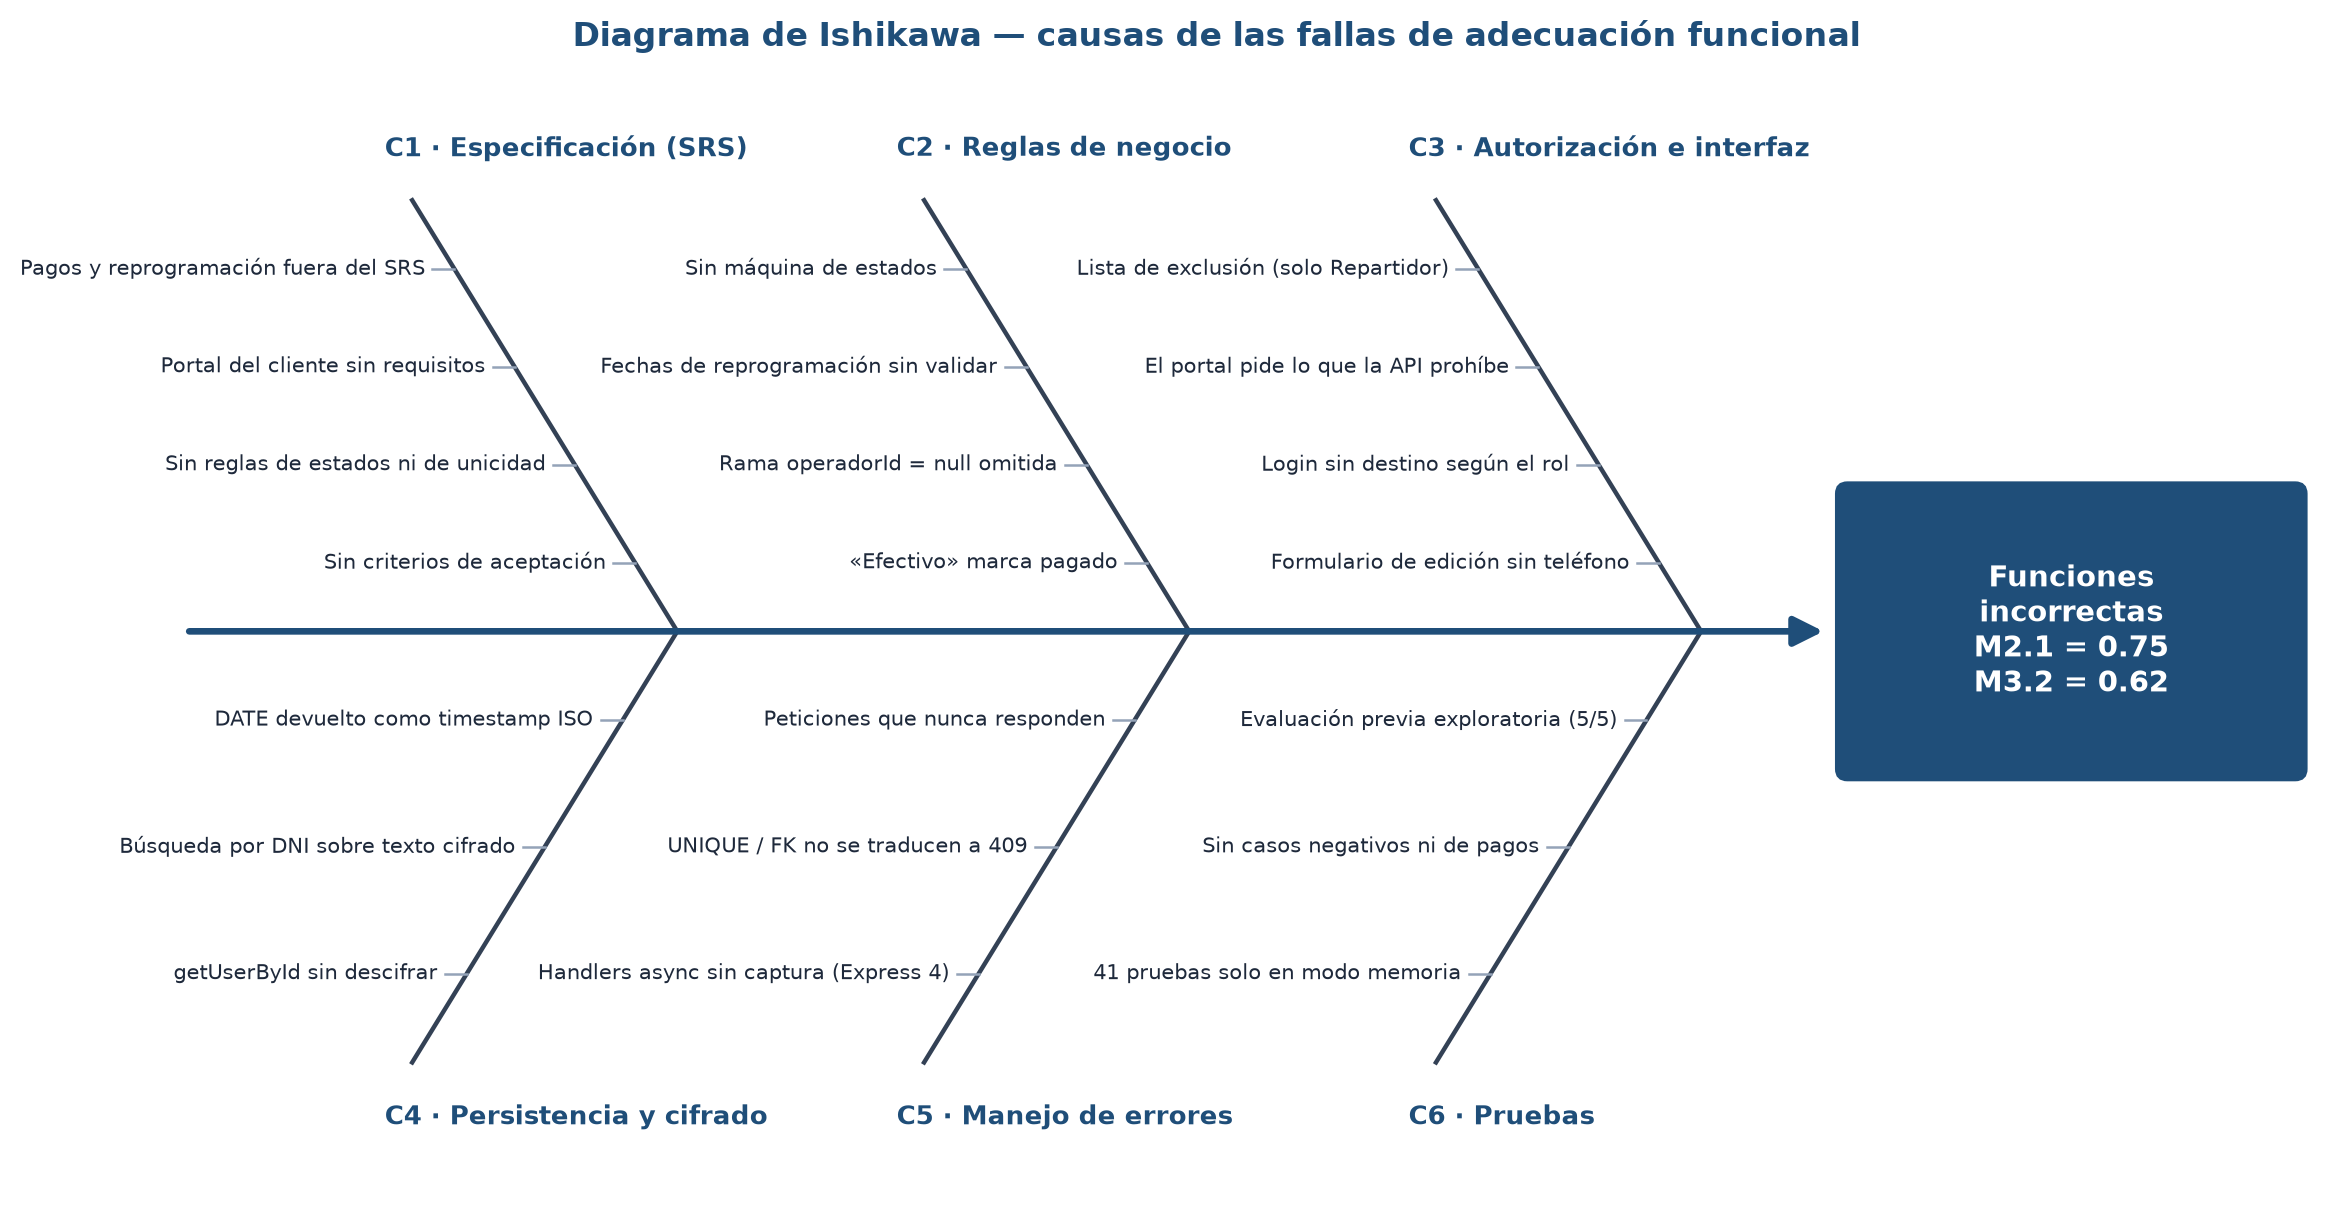 Diagrama de Ishikawa — causas de las fallas de adecuación funcional
C1 · Especificación (SRS)
Pagos y reprogramación fuera del SRS
Portal del cliente sin requisitos
Sin reglas de estados ni de unicidad
Sin criterios de aceptación
C2 · Reglas de negocio
Sin máquina de estados
Fechas de reprogramación sin validar
Rama operadorId = null omitida
«Efectivo» marca pagado
C3 · Autorización e interfaz
Lista de exclusión (solo Repartidor)
El portal pide lo que la API prohíbe
Login sin destino según el rol
Formulario de edición sin teléfono
Funciones
incorrectas
M2.1 = 0.75
M3.2 = 0.62
DATE devuelto como timestamp ISO
Búsqueda por DNI sobre texto cifrado
getUserById sin descifrar
C4 · Persistencia y cifrado
Peticiones que nunca responden
UNIQUE / FK no se traducen a 409
Handlers async sin captura (Express 4)
C5 · Manejo de errores
Evaluación previa exploratoria (5/5)
Sin casos negativos ni de pagos
41 pruebas solo en modo memoria
C6 · Pruebas